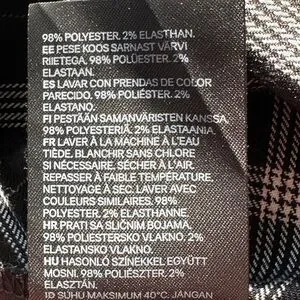 98% POLYESTER. 2% ELASTHAN.
EE PESE KOOS SARNAST VÄRVI
RIIETEGA. 98% POLÜESTER. 2%
ELASTAAN.
ES LAVAR CON PRENDAS DE COLOR
PARECIDO. 98% POLIÉSTER. 2%
ELASTANO.
FI PESTÄÄN SAMANVÄRISTEN KANSSA.
98% POLYESTERIÄ. 2% ELASTAANIA.
FR LAVER À LA MACHINE À L'EAU
TIÈDE. BLANCHIR SANS CHLORE
SI NÉCESSAIRE. SÉCHER À L'AIR.
REPASSER À FAIBLE TEMPÉRATURE.
NETTOYAGE À SEC. LAVER AVEC
COULEURS SIMILAIRES. 98%
POLYESTER. 2% ELASTHANNE.
HR PRATI SA SLIČNIM BOJAMA.
98% POLIESTERSKO VLAKNO. 2%
ELASTANSKO VLAKNO.
HU HASONLÓ SZÍNEKKEL EGYÜTT
MOSNI. 98% POLIÉSZTER. 2%
ELASZTÁN.
ID SUHU MAKSIMUM 40°C. JANGAN